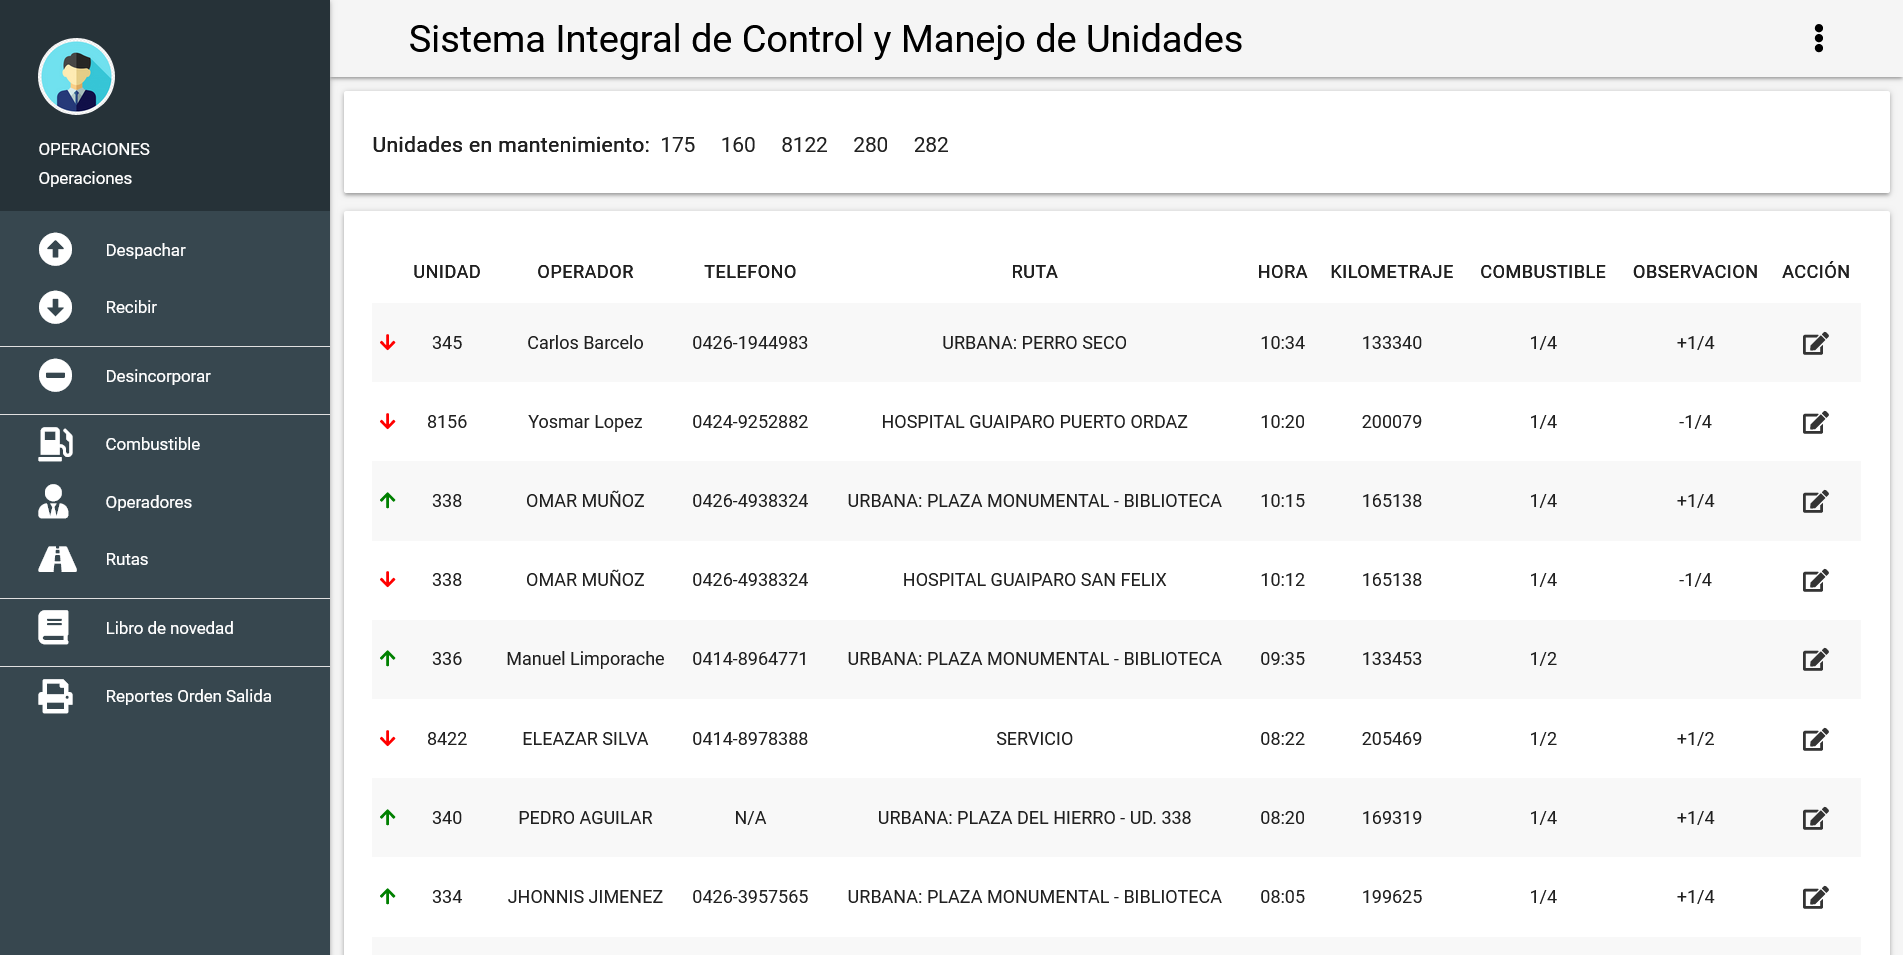 Sistema Integral de Control y Manejo de Unidades
OPERACIONES
Operaciones
Despachar
Recibir
Desincorporar
Combustible
Operadores
Rutas
Libro de novedad
Reportes Orden Salida
Unidades en mantenimiento: 175 160 8122 280 282
UNIDAD OPERADOR TELEFONO RUTA HORA KILOMETRAJE COMBUSTIBLE OBSERVACION ACCIÓN
345 Carlos Barcelo 0426-1944983 URBANA: PERRO SECO 10:34 133340 1/4 +1/4
8156 Yosmar Lopez 0424-9252882 HOSPITAL GUAIPARO PUERTO ORDAZ 10:20 200079 1/4 -1/4
338 OMAR MUÑOZ 0426-4938324 URBANA: PLAZA MONUMENTAL - BIBLIOTECA 10:15 165138 1/4 +1/4
338 OMAR MUÑOZ 0426-4938324 HOSPITAL GUAIPARO SAN FELIX 10:12 165138 1/4 -1/4
336 Manuel Limporache 0414-8964771 URBANA: PLAZA MONUMENTAL - BIBLIOTECA 09:35 133453 1/2
8422 ELEAZAR SILVA 0414-8978388 SERVICIO 08:22 205469 1/2 +1/2
340 PEDRO AGUILAR N/A URBANA: PLAZA DEL HIERRO - UD. 338 08:20 169319 1/4 +1/4
334 JHONNIS JIMENEZ 0426-3957565 URBANA: PLAZA MONUMENTAL - BIBLIOTECA 08:05 199625 1/4 +1/4